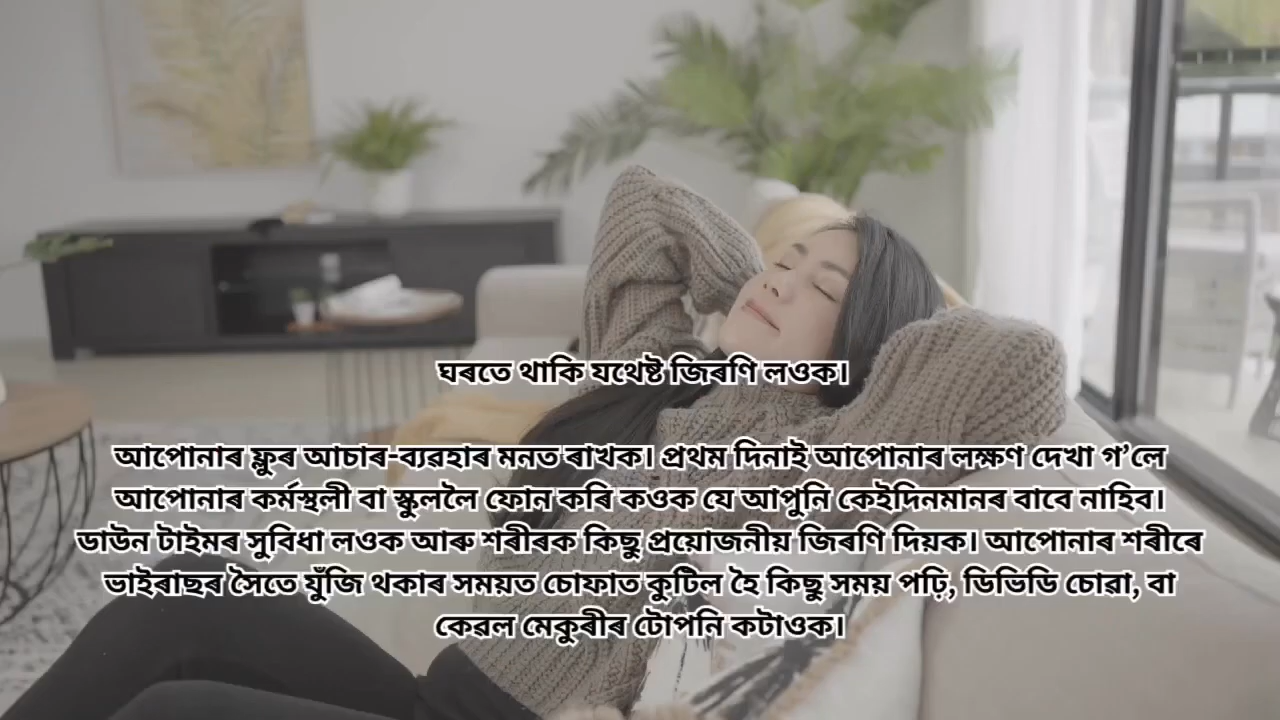 ঘৰতে থাকি যথেষ্ট জিৰণি লওক।
আপোনাৰ ফ্লুৰ আচাৰ-ব্যৱহাৰ মনত ৰাখক। প্ৰথম দিনাই আপোনাৰ লক্ষণ দেখা গ’লে
আপোনাৰ কৰ্মস্থলী বা স্কুললৈ ফোন কৰি কওক যে আপুনি কেইদিনমানৰ বাবে নাহিব।
ডাউন টাইমৰ সুবিধা লওক আৰু শৰীৰক কিছু প্ৰয়োজনীয় জিৰণি দিয়ক। আপোনাৰ শৰীৰে
ভাইৰাছৰ সৈতে যুঁজি থকাৰ সময়ত চোফাত কুটিল হৈ কিছু সময় পঢ়ি, ডিভিডি চোৱা, বা
কেৱল মেকুৰীৰ টোপনি কটাওক।